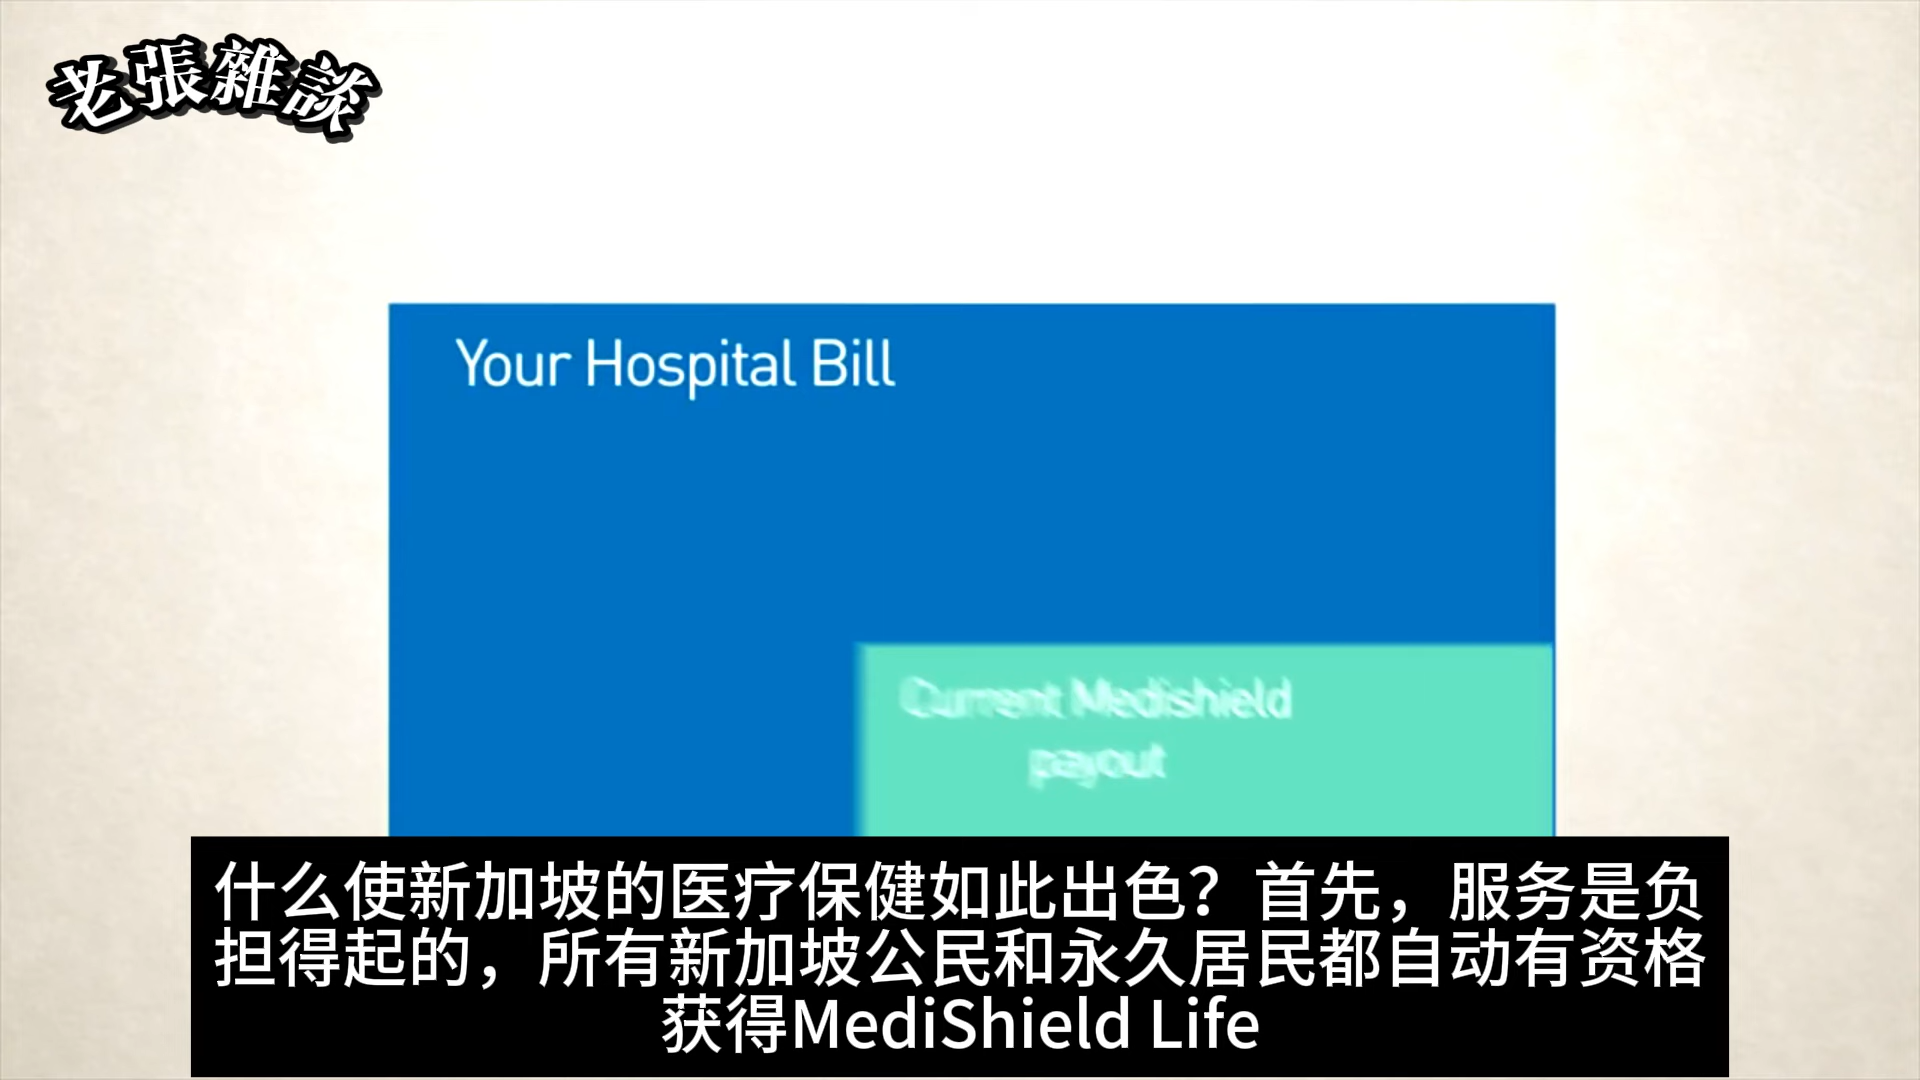 老張雜談
Your Hospital Bill
Current Medishield
payout
什么使新加坡的医疗保健如此出色？首先，服务是负
担得起的，所有新加坡公民和永久居民都自动有资格
获得MediShield Life